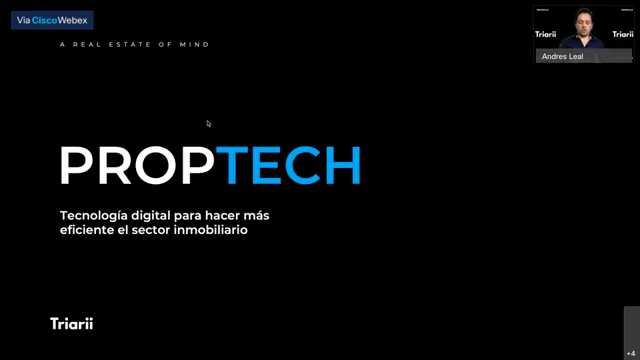 Via CiscoWebex
A REAL ESTATE OF MIND
Triarii
Triarii
Andres Leal
PROPTECH
Tecnología digital para hacer más
eficiente el sector inmobiliario
Triarii
+4